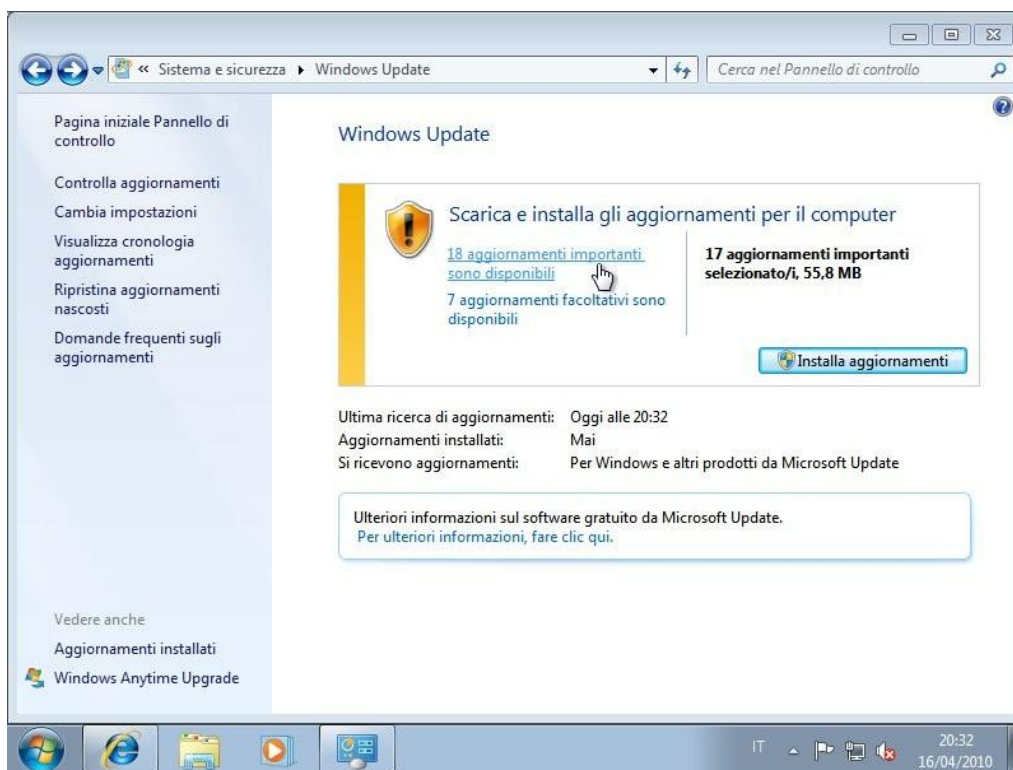 « Sistema e sicurezza ▸ Windows Update
Cerca nel Pannello di controllo
Pagina iniziale Pannello di
controllo
Controlla aggiornamenti
Cambia impostazioni
Visualizza cronologia
aggiornamenti
Ripristina aggiornamenti
nascosti
Domande frequenti sugli
aggiornamenti
Vedere anche
Aggiornamenti installati
Windows Anytime Upgrade
Windows Update
Scarica e installa gli aggiornamenti per il computer
18 aggiornamenti importanti
sono disponibili
7 aggiornamenti facoltativi sono
disponibili
17 aggiornamenti importanti
selezionato/i, 55,8 MB
Installa aggiornamenti
Ultima ricerca di aggiornamenti: Oggi alle 20:32
Aggiornamenti installati: Mai
Si ricevono aggiornamenti: Per Windows e altri prodotti da Microsoft Update
Ulteriori informazioni sul software gratuito da Microsoft Update.
Per ulteriori informazioni, fare clic qui.
IT
20:32
16/04/2010